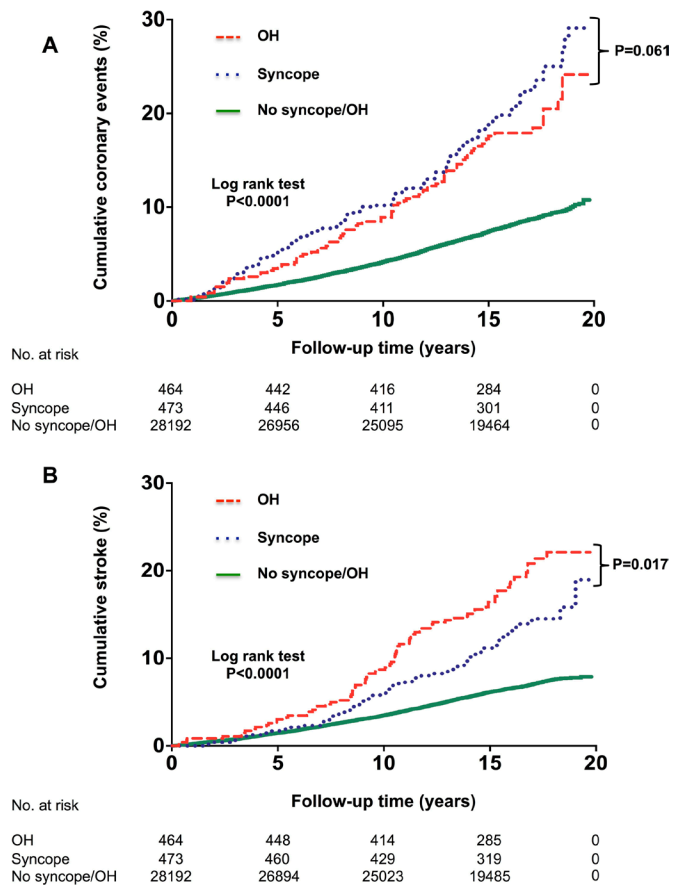 A
Cumulative coronary events (%)
30
20
10
0
OH
Syncope
No syncope/OH
Log rank test
P<0.0001
P=0.061
0 5 10 15 20
Follow-up time (years)
No. at risk
OH 464 442 416 284 0
Syncope 473 446 411 301 0
No syncope/OH 28192 26956 25095 19464 0
B
Cumulative stroke (%)
30
20
10
0
OH
Syncope
No syncope/OH
Log rank test
P<0.0001
P=0.017
0 5 10 15 20
Follow-up time (years)
No. at risk
OH 464 448 414 285 0
Syncope 473 460 429 319 0
No syncope/OH 28192 26894 25023 19485 0